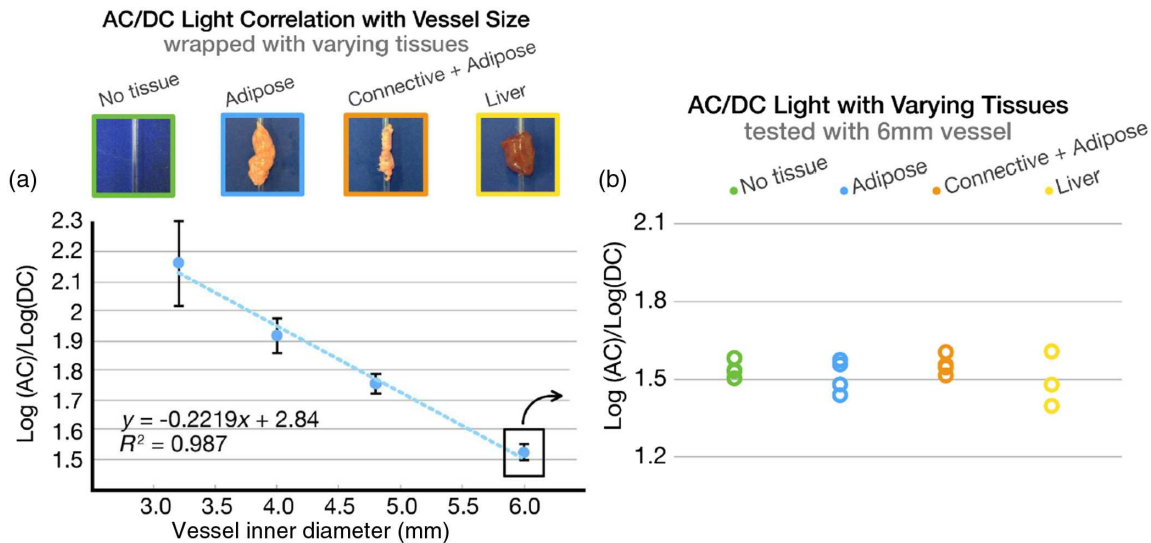 AC/DC Light Correlation with Vessel Size
wrapped with varying tissues
No tissue
Adipose
Connective + Adipose
Liver
(a)
Log (AC)/Log(DC)
2.3
2.2
2.1
2
1.9
1.8
1.7
1.6
1.5
y = -0.2219x + 2.84
R² = 0.987
3.0 3.5 4.0 4.5 5.0 5.5 6.0
Vessel inner diameter (mm)
AC/DC Light with Varying Tissues
tested with 6mm vessel
(b)
No tissue
Adipose
Connective + Adipose
Liver
Log (AC)/Log(DC)
2.1
1.8
1.5
1.2